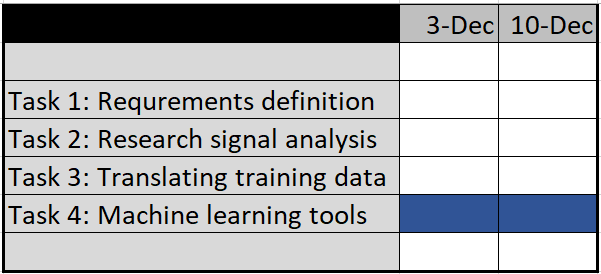 3-Dec 10-Dec
Task 1: Requrements definition
Task 2: Research signal analysis
Task 3: Translating training data
Task 4: Machine learning tools